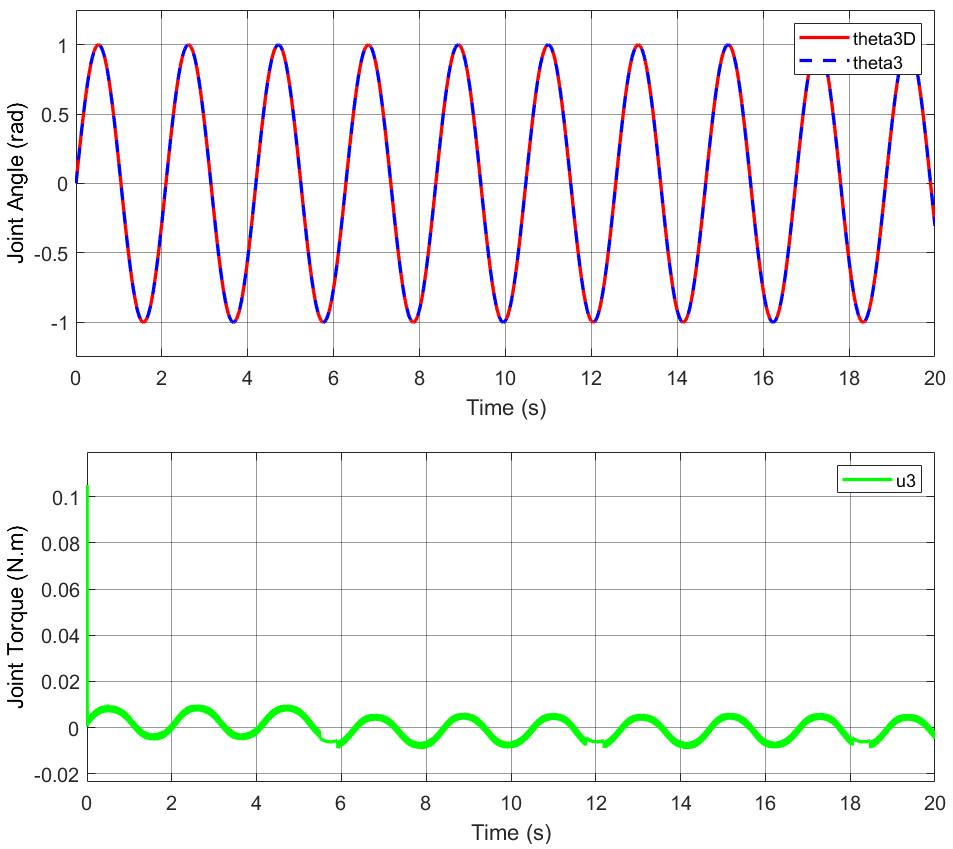 1
0.5
0
-0.5
-1
Joint Angle (rad)
theta3D
theta3
0 2 4 6 8 10 12 14 16 18 20
Time (s)
0.1
0.08
0.06
0.04
0.02
0
-0.02
Joint Torque (N.m)
u3
0 2 4 6 8 10 12 14 16 18 20
Time (s)